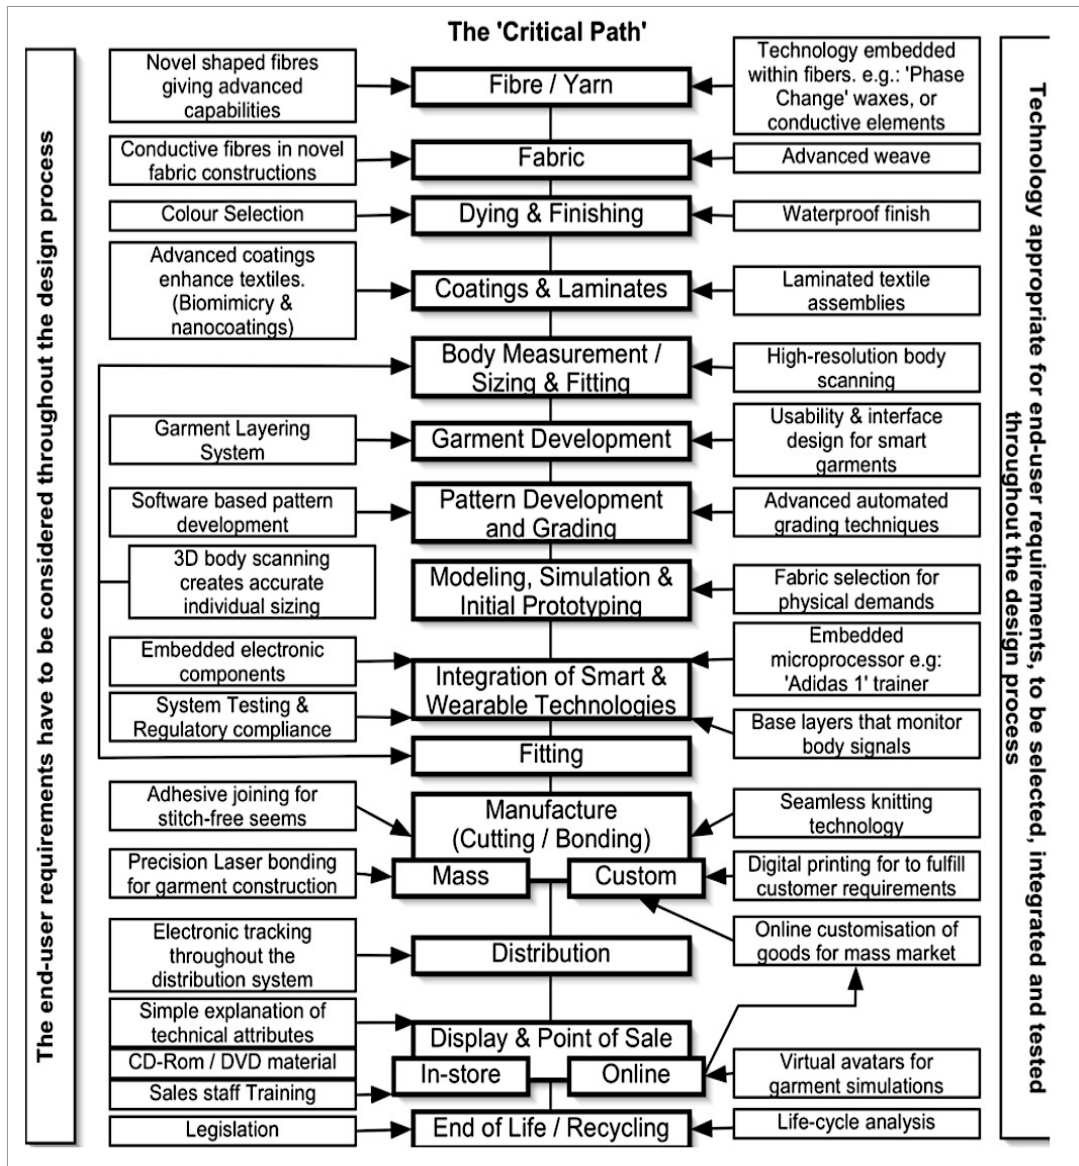 The 'Critical Path'
The end-user requirements have to be considered throughout the design process
Novel shaped fibres
giving advanced
capabilities
Fibre / Yarn
Technology embedded
within fibers. e.g.: 'Phase
Change' waxes, or
conductive elements
Conductive fibres in novel
fabric constructions
Fabric
Advanced weave
Colour Selection
Dying & Finishing
Waterproof finish
Advanced coatings
enhance textiles.
(Biomimicry &
nanocoatings)
Coatings & Laminates
Laminated textile
assemblies
Body Measurement /
Sizing & Fitting
High-resolution body
scanning
Garment Layering
System
Garment Development
Usability & interface
design for smart
garments
Software based pattern
development
Pattern Development
and Grading
Advanced automated
grading techniques
3D body scanning
creates accurate
individual sizing
Modeling, Simulation &
Initial Prototyping
Fabric selection for
physical demands
Embedded electronic
components
System Testing &
Regulatory compliance
Integration of Smart &
Wearable Technologies
Embedded
microprocessor e.g:
'Adidas 1' trainer
Base layers that monitor
body signals
Fitting
Adhesive joining for
stitch-free seems
Manufacture
(Cutting / Bonding)
Seamless knitting
technology
Precision Laser bonding
for garment construction
Mass
Custom
Digital printing for to fulfill
customer requirements
Online customisation of
goods for mass market
Electronic tracking
throughout the
distribution system
Distribution
Simple explanation of
technical attributes
CD-Rom / DVD material
Sales staff Training
Display & Point of Sale
In-store
Online
Virtual avatars for
garment simulations
Legislation
End of Life / Recycling
Life-cycle analysis
Technology appropriate for end-user requirements, to be selected, integrated and tested
throughout the design process